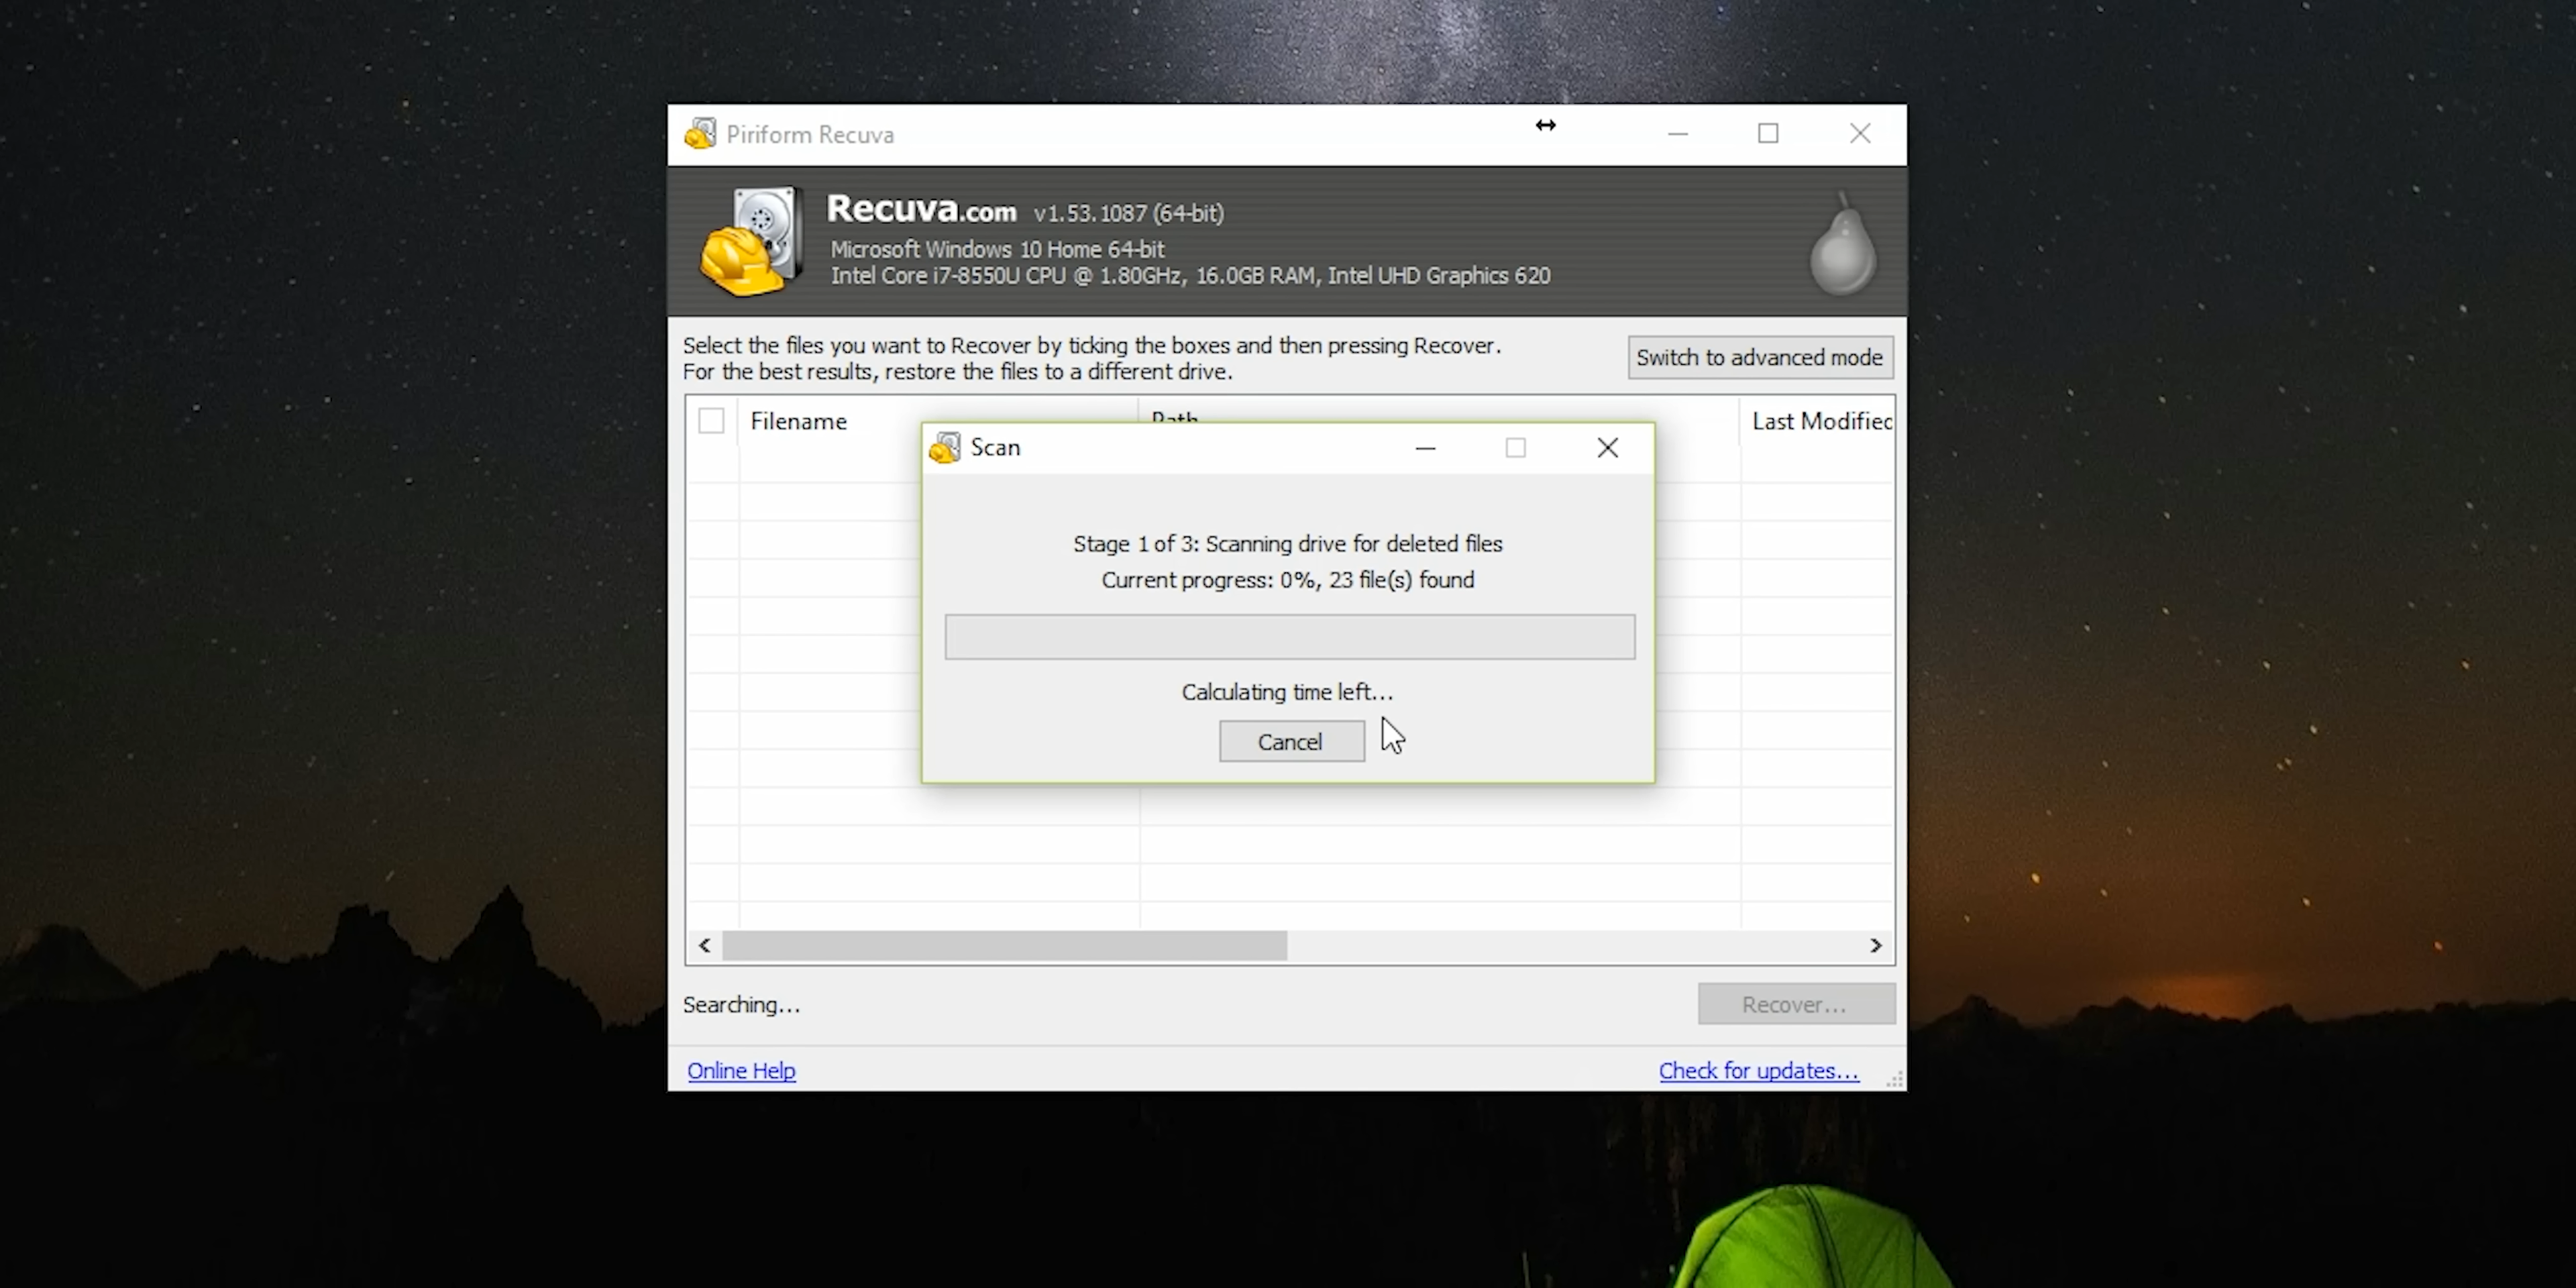 Piriform Recuva
Recuva.com v1.53.1087 (64-bit)
Microsoft Windows 10 Home 64-bit
Intel Core i7-8550U CPU @ 1.80GHz, 16.0GB RAM, Intel UHD Graphics 620
Select the files you want to Recover by ticking the boxes and then pressing Recover.
For the best results, restore the files to a different drive.
Switch to advanced mode
Filename Path Last Modified
Scan
Stage 1 of 3: Scanning drive for deleted files
Current progress: 0%, 23 file(s) found
Calculating time left...
Cancel
Searching...
Recover...
Online Help
Check for updates...